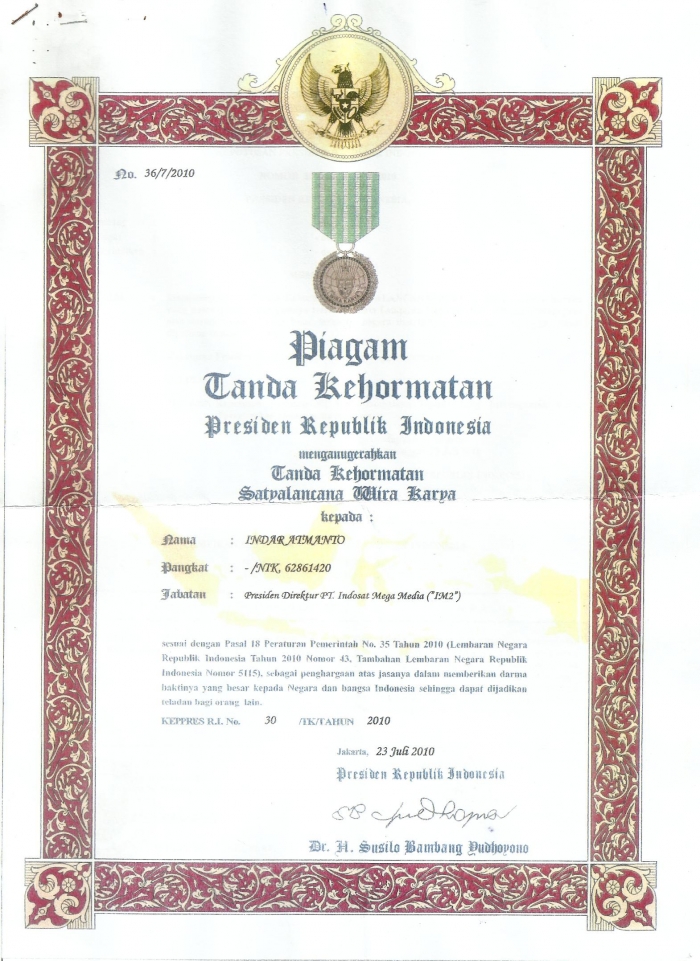 No. 36/7/2010
Piagam
Tanda Kehormatan
Presiden Republik Indonesia
menganugerahkan
Tanda Kehormatan
Satyalancana Wira Karya
kepada :
Nama : INDAR ATMANTO
Pangkat : - /NIK. 62861420
Jabatan : Presiden Direktur PT. Indosat Mega Media ("IM2")
sesuai dengan Pasal 18 Peraturan Pemerintah No. 35 Tahun 2010 (Lembaran Negara
Republik Indonesia Tahun 2010 Nomor 43, Tambahan Lembaran Negara Republik
Indonesia Nomor 5115), sebagai penghargaan atas jasanya dalam memberikan darma
baktinya yang besar kepada Negara dan bangsa Indonesia sehingga dapat dijadikan
teladan bagi orang lain.
KEPPRES R.I. No. 30 /TK/TAHUN 2010
Jakarta, 23 Juli 2010
Presiden Republik Indonesia
Dr. H. Susilo Bambang Yudhoyono